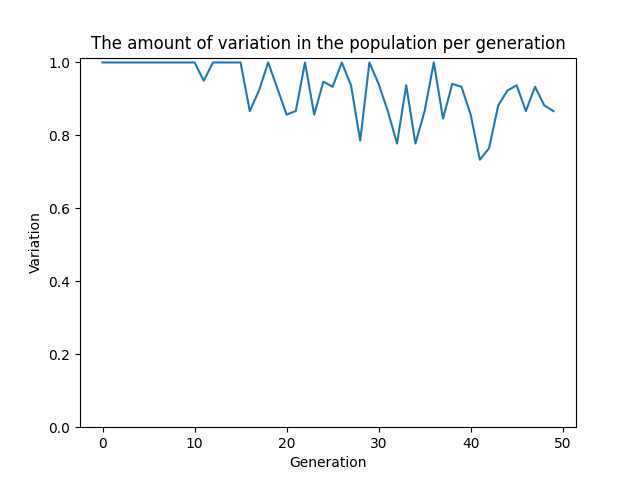 The amount of variation in the population per generation
1.0
0.8
0.6
0.4
0.2
0.0
Variation
0 10 20 30 40 50
Generation